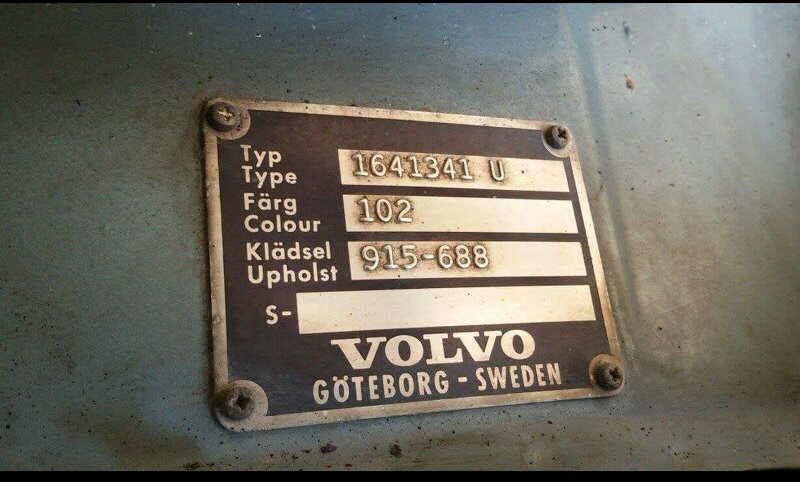 Typ
Type
1641341 U
Färg
Colour
102
Klädsel
Upholst
915-688
S-
VOLVO
GÖTEBORG - SWEDEN